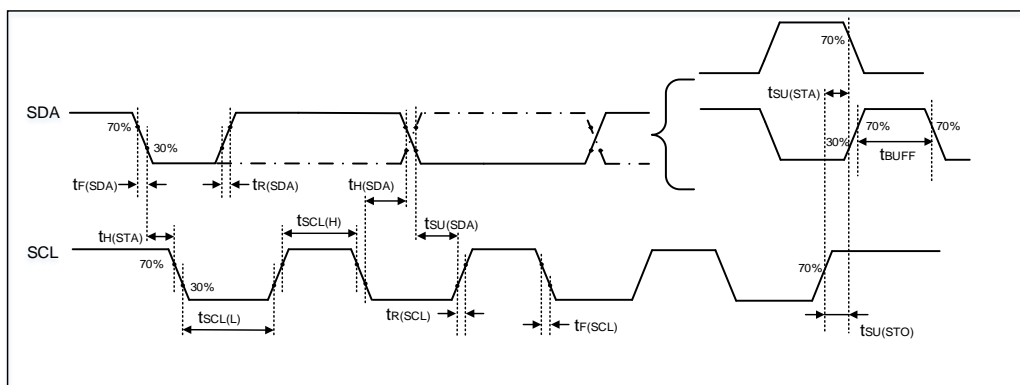 70%
tSU(STA)
SDA
70%
30%
30%
70%
70%
tBUFF
tF(SDA)
tR(SDA)
tH(SDA)
tSCL(H)
tSU(SDA)
tH(STA)
SCL
70%
30%
70%
tSCL(L)
tR(SCL)
tF(SCL)
tSU(STO)